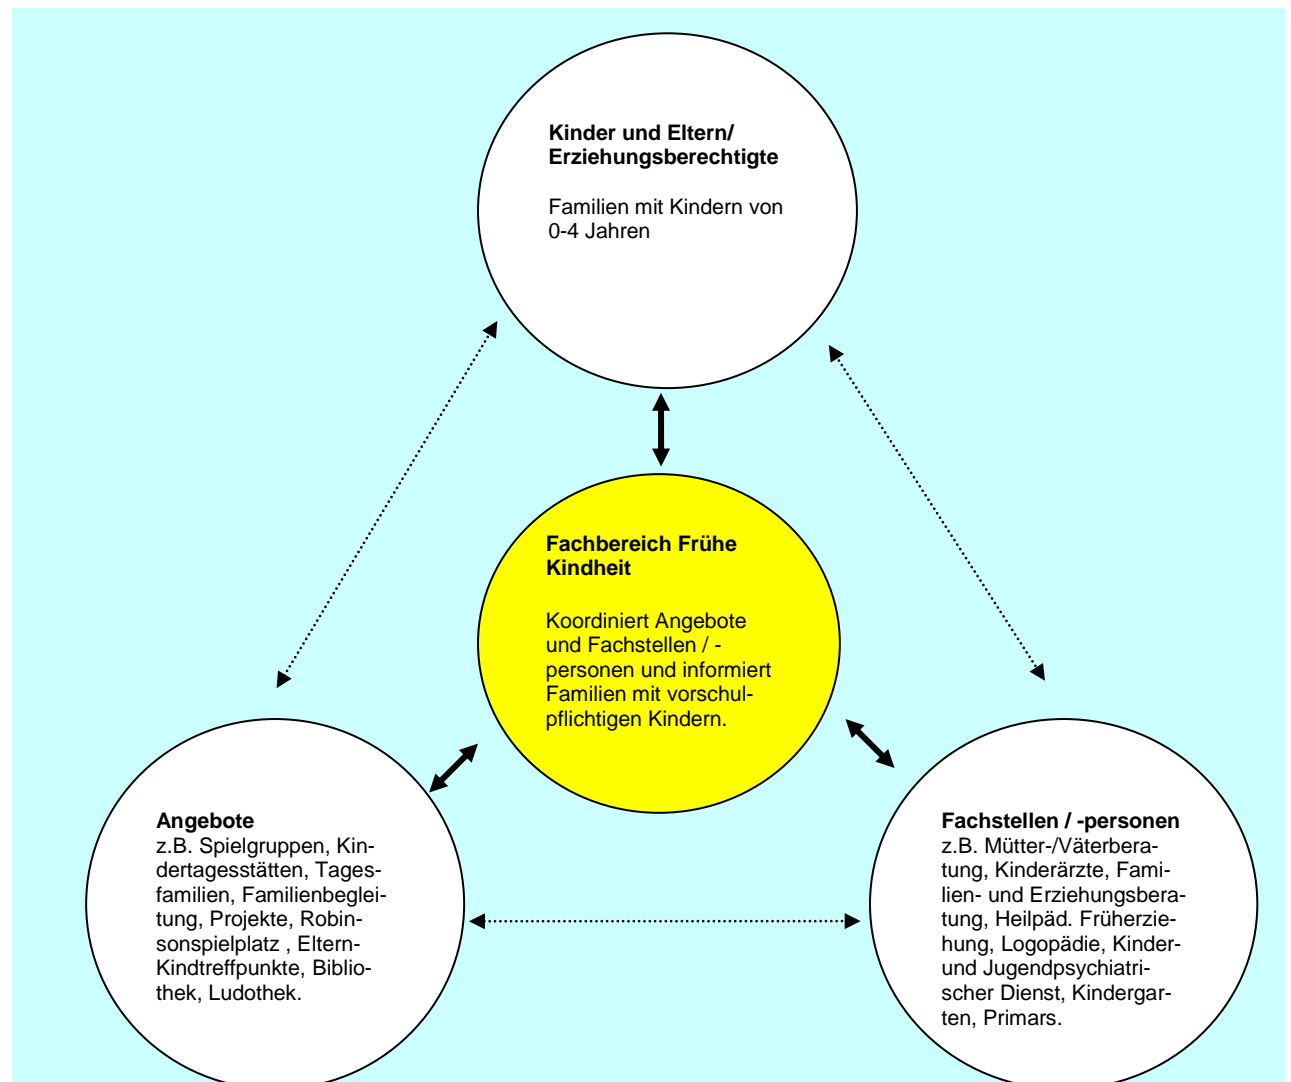 Kinder und Eltern/
Erziehungsberechtigte
Familien mit Kindern von
0-4 Jahren
Fachbereich Frühe
Kindheit
Koordiniert Angebote
und Fachstellen / -
personen und informiert
Familien mit vorschul-
pflichtigen Kindern.
Angebote
z.B. Spielgruppen, Kin-
dertagesstätten, Tages-
familien, Familienbeglei-
tung, Projekte, Robin-
sonspielplatz , Eltern-
Kindtreffpunkte, Biblio-
thek, Ludothek.
Fachstellen / -personen
z.B. Mütter-/Väterbera-
tung, Kinderärzte, Fami-
lien- und Erziehungsbera-
tung, Heilpäd. Früherzie-
hung, Logopädie, Kinder-
und Jugendpsychiatri-
scher Dienst, Kindergar-
ten, Primars.